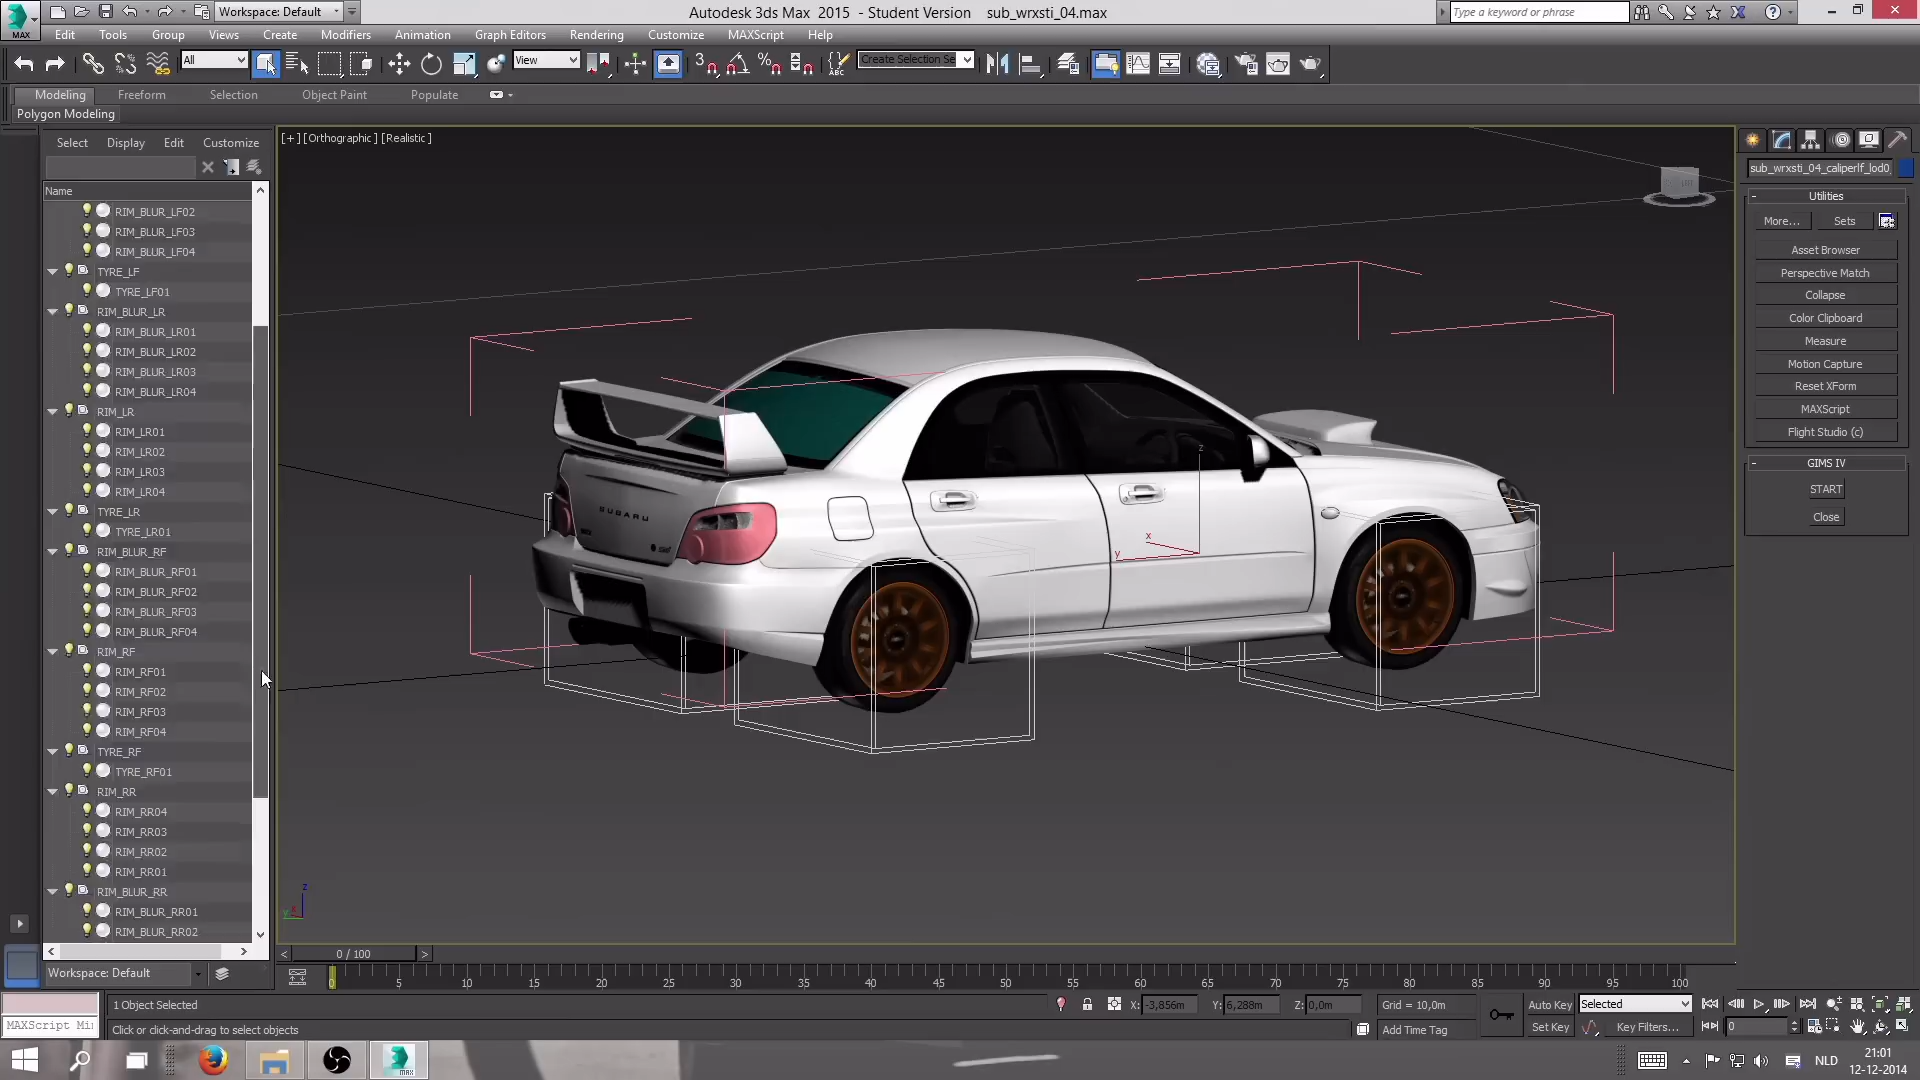 Workspace: Default
Autodesk 3ds Max 2015 - Student Version sub_wrxsti_04.max
Type a keyword or phrase
MAX
Edit Tools Group Views Create Modifiers Animation Graph Editors Rendering Customize MAXScript Help
All
View
3
ABC
Create Selection Se
Modeling Freeform Selection Object Paint Populate
Polygon Modeling
Select Display Edit Customize
Name
RIM_BLUR_LF02
RIM_BLUR_LF03
RIM_BLUR_LF04
TYRE_LF
TYRE_LF01
RIM_BLUR_LR
RIM_BLUR_LR01
RIM_BLUR_LR02
RIM_BLUR_LR03
RIM_BLUR_LR04
RIM_LR
RIM_LR01
RIM_LR02
RIM_LR03
RIM_LR04
TYRE_LR
TYRE_LR01
RIM_BLUR_RF
RIM_BLUR_RF01
RIM_BLUR_RF02
RIM_BLUR_RF03
RIM_BLUR_RF04
RIM_RF
RIM_RF01
RIM_RF02
RIM_RF03
RIM_RF04
TYRE_RF
TYRE_RF01
RIM_RR
RIM_RR04
RIM_RR03
RIM_RR02
RIM_RR01
RIM_BLUR_RR
RIM_BLUR_RR01
RIM_BLUR_RR02
[+] [Orthographic] [Realistic]
SUBARU
z
x
y
z
sub_wrxsti_04_caliperlf_lod0
Utilities
More... Sets
Asset Browser
Perspective Match
Collapse
Color Clipboard
Measure
Motion Capture
Reset XForm
MAXScript
Flight Studio (c)
GIMS IV
START
Close
0 / 100
Workspace: Default
0 5 10 15 20 25 30 35 40 45 50 55 60 65 70 75 80 85 90 95 100
1 Object Selected
X: -3,856m Y: 6,288m Z: 0,0m Grid = 10,0m
Auto Key Selected
MAXScript Mi
Click or click-and-drag to select objects
Add Time Tag
Set Key Key Filters... 0
MAX
NLD
21:01
12-12-2014